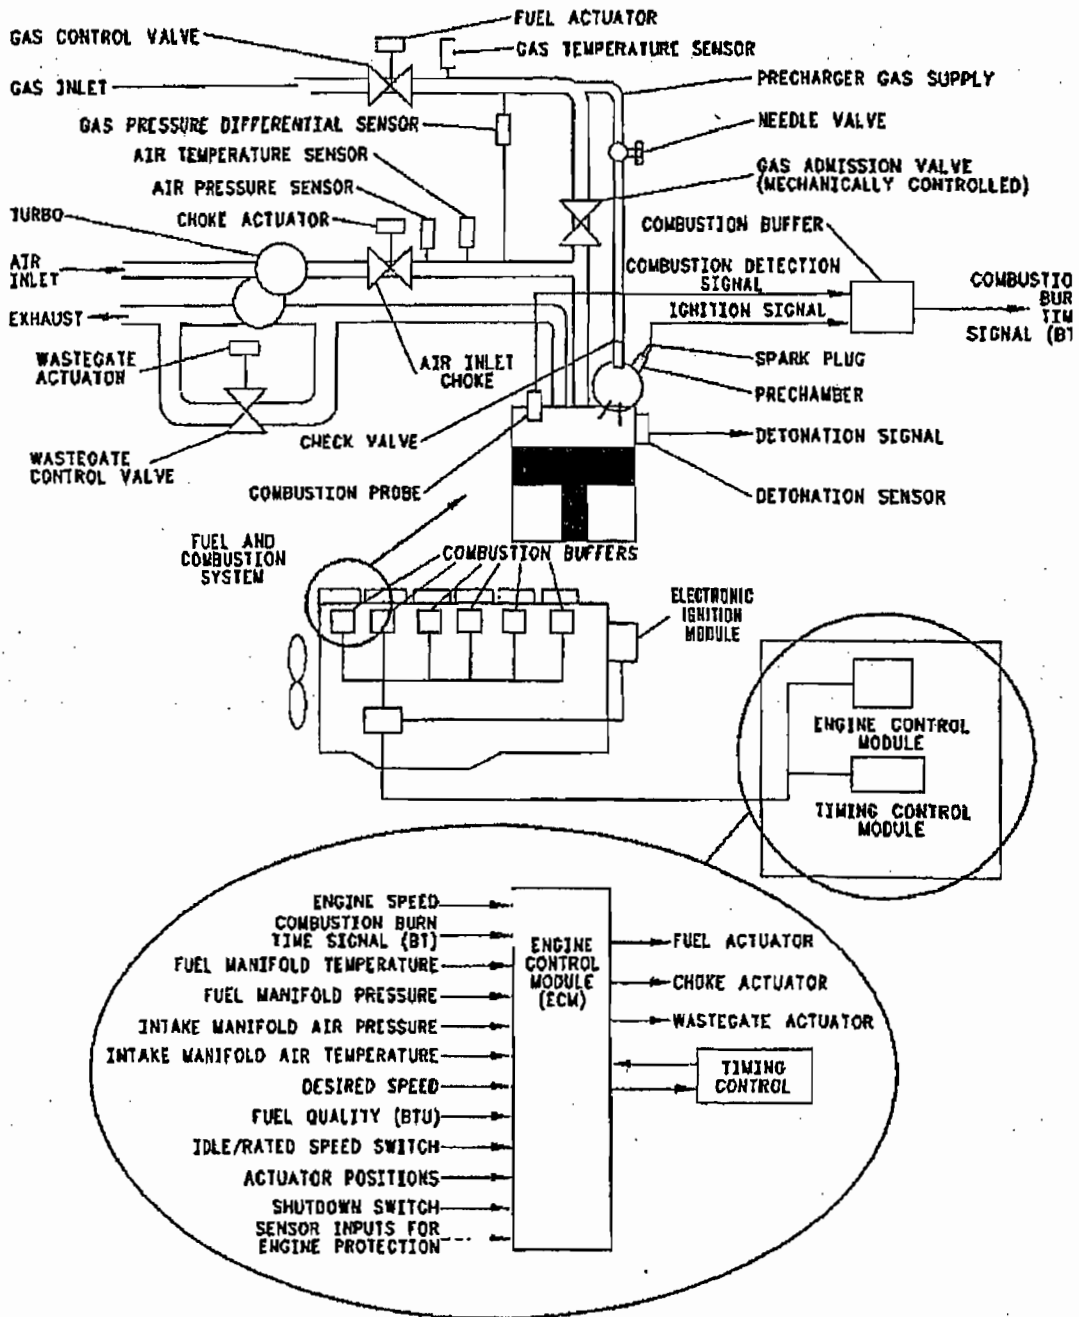 FUEL ACTUATOR
GAS CONTROL VALVE
GAS TEMPERATURE SENSOR
GAS INLET
PRECHARGER GAS SUPPLY
GAS PRESSURE DIFFERENTIAL SENSOR
NEEDLE VALVE
AIR TEMPERATURE SENSOR
GAS ADMISSION VALVE
(MECHANICALLY CONTROLLED)
AIR PRESSURE SENSOR
TURBO
CHOKE ACTUATOR
COMBUSTION BUFFER
AIR
INLET
COMBUSTION DETECTION
SIGNAL
COMBUSTIO
BUR
TIM
SIGNAL (BT
IGNITION SIGNAL
EXHAUST
WASTEGATE
ACTUATOR
AIR INLET
CHOKE
SPARK PLUG
PRECHAMBER
CHECK VALVE
DETONATION SIGNAL
WASTEGATE
CONTROL VALVE
COMBUSTION PROBE
DETONATION SENSOR
FUEL AND
COMBUSTION
SYSTEM
COMBUSTION BUFFERS
ELECTRONIC
IGNITION
MODULE
ENGINE CONTROL
MODULE
TIMING CONTROL
MODULE
ENGINE SPEED
COMBUSTION BURN
TIME SIGNAL (BT)
FUEL MANIFOLD TEMPERATURE
FUEL MANIFOLD PRESSURE
INTAKE MANIFOLD AIR PRESSURE
INTAKE MANIFOLD AIR TEMPERATURE
DESIRED SPEED
FUEL QUALITY (BTU)
IDLE/RATED SPEED SWITCH
ACTUATOR POSITIONS
SHUTDOWN SWITCH
SENSOR INPUTS FOR
ENGINE PROTECTION
ENGINE
CONTROL
MODULE
(ECM)
FUEL ACTUATOR
CHOKE ACTUATOR
WASTEGATE ACTUATOR
TIMING
CONTROL